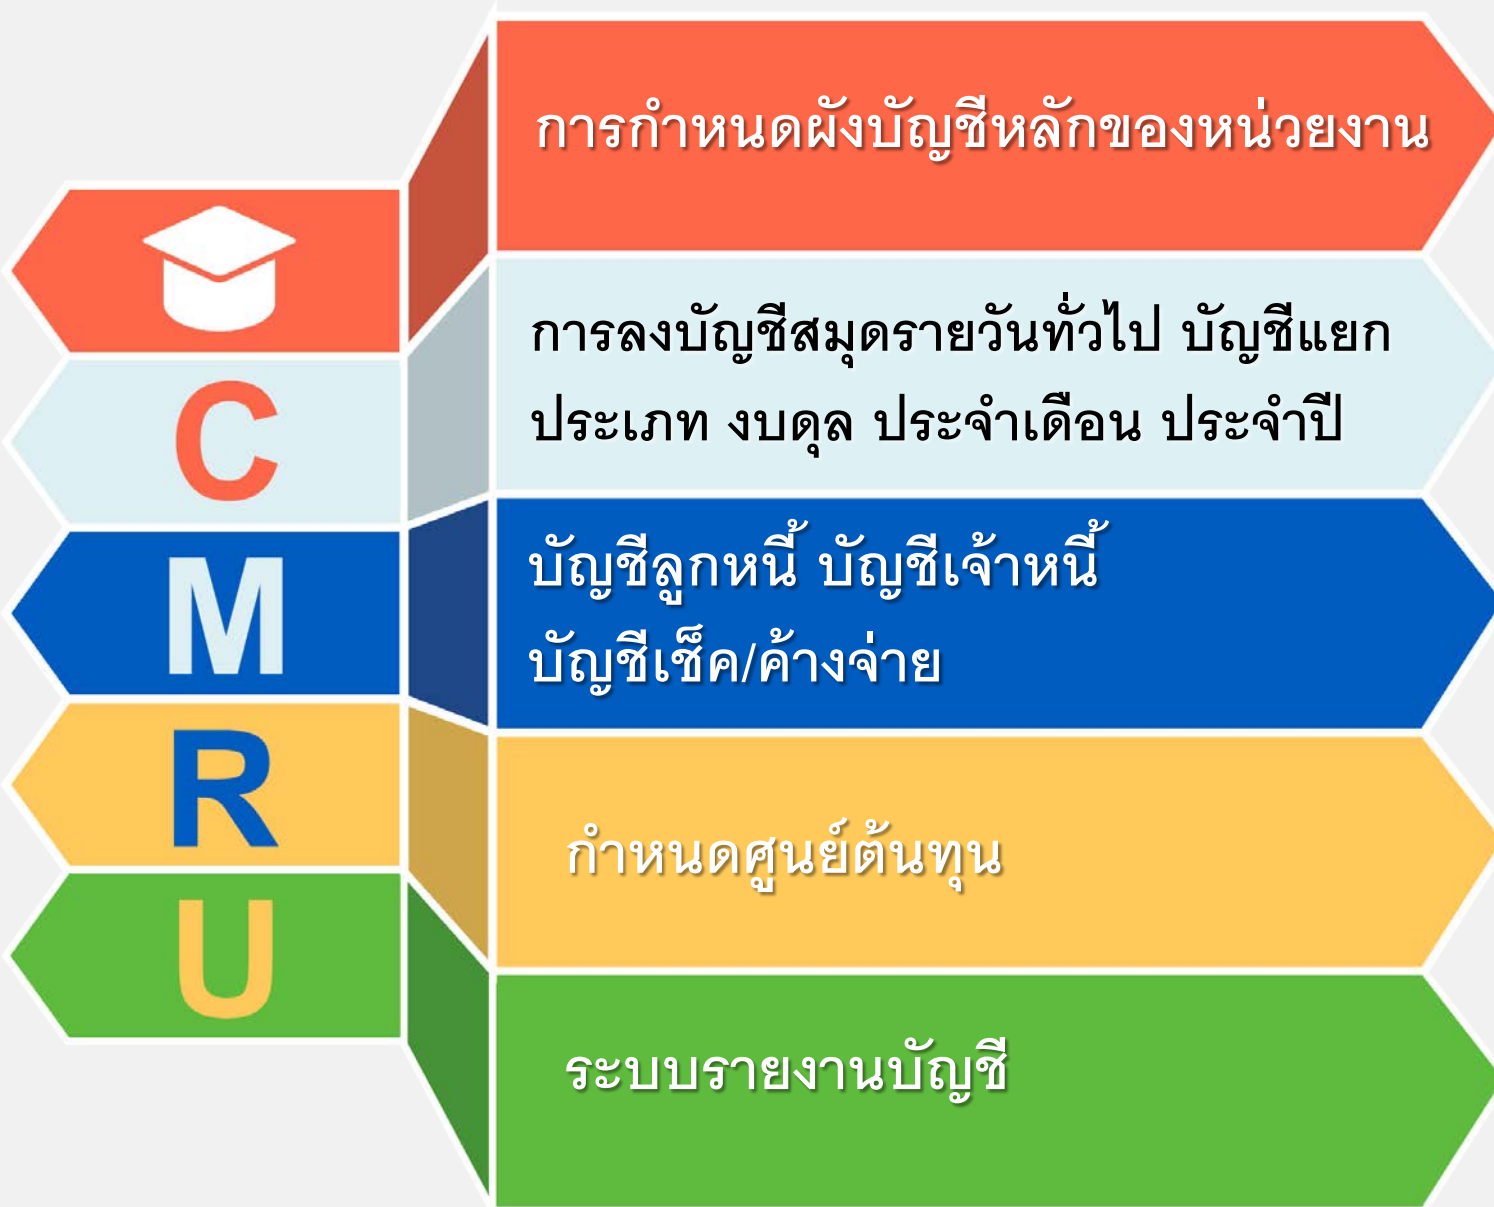 การกำหนดผังบัญชีหลักของหน่วยงาน
C
การลงบัญชีสมุดรายวันทั่วไป บัญชีแยก
ประเภท งบดุล ประจำเดือน ประจำปี
M
บัญชีลูกหนี้ บัญชีเจ้าหนี้
บัญชีเช็ค/ค้างจ่าย
R
กำหนดศูนย์ต้นทุน
U
ระบบรายงานบัญชี